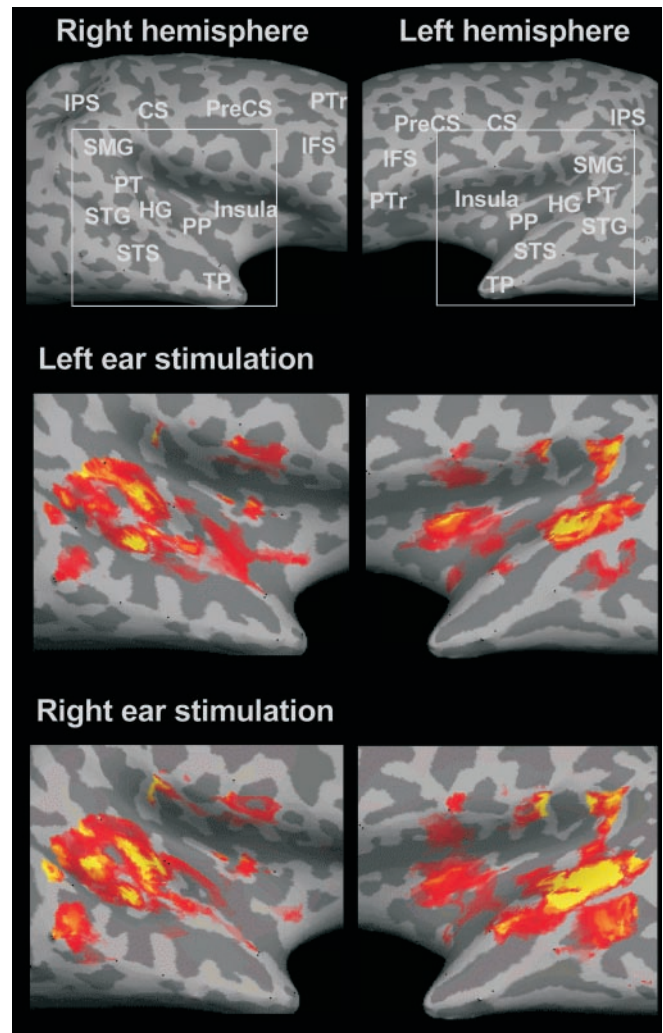 Right hemisphere
IPS CS PreCS PTr
SMG IFS
PT
STG HG PP Insula
STS
TP
Left hemisphere
PreCS CS IPS
IFS SMG
PTr Insula HG PT
PP STG
STS
TP
Left ear stimulation
Right ear stimulation